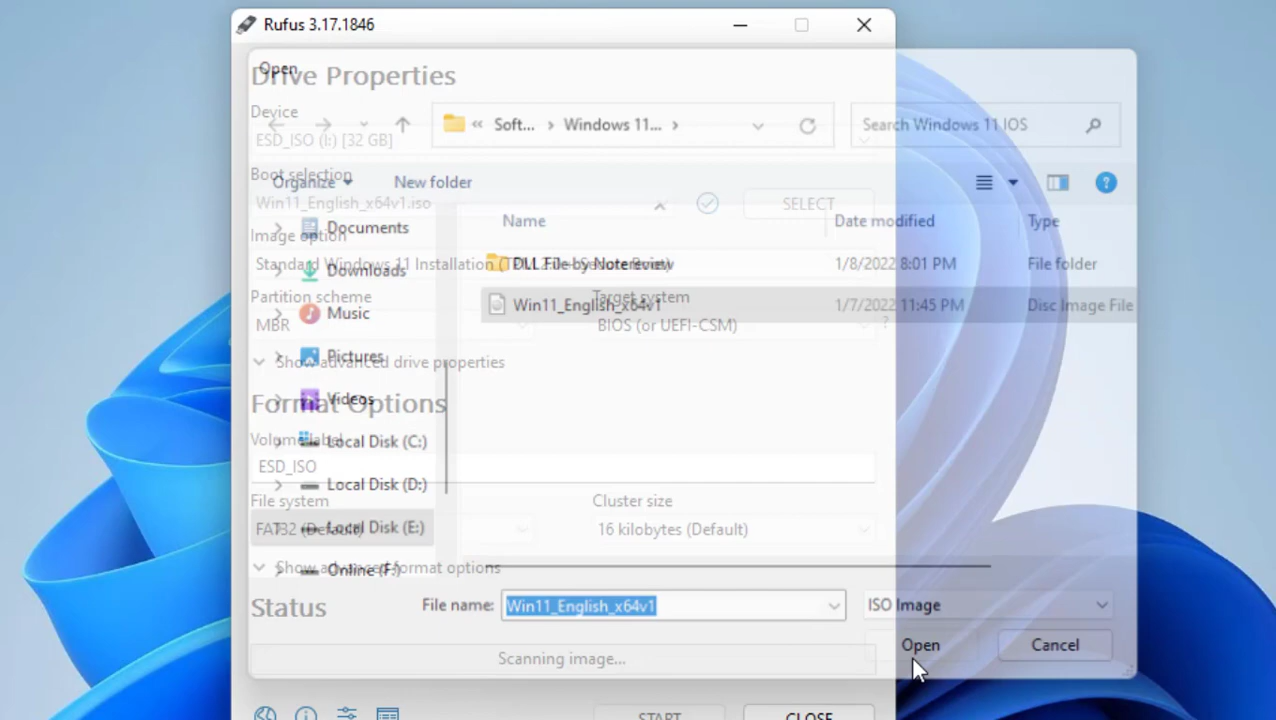 Rufus 3.17.1846
Open
Drive Properties
Device
ESD_ISO (I:) [32 GB]
Soft... > Windows 11... >
Search Windows 11 IOS
Boot selection
Organize
New folder
Win11_English_x64v1.iso
SELECT
Name
Date modified
Type
Image option
Documents
Standard Windows 11 Installation
DLL File by Notereview
1/8/2022 8:01 PM
File folder
Downloads
Partition scheme
Target system
Win11_English_x64v1
1/7/2022 11:45 PM
Disc Image File
Music
MBR
BIOS (or UEFI-CSM)
?
Pictures
Show advanced drive properties
Videos
Format Options
Volume label
Local Disk (C:)
ESD_ISO
Local Disk (D:)
File system
Cluster size
FAT32 (Default)
Local Disk (E:)
16 kilobytes (Default)
Show advanced format options
Online (F:)
Status
File name:
Win11_English_x64v1
ISO Image
Open
Cancel
Scanning image...
START
CLOSE